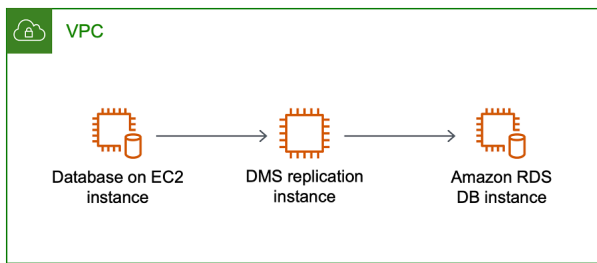 VPC
Database on EC2
instance
DMS replication
instance
Amazon RDS
DB instance